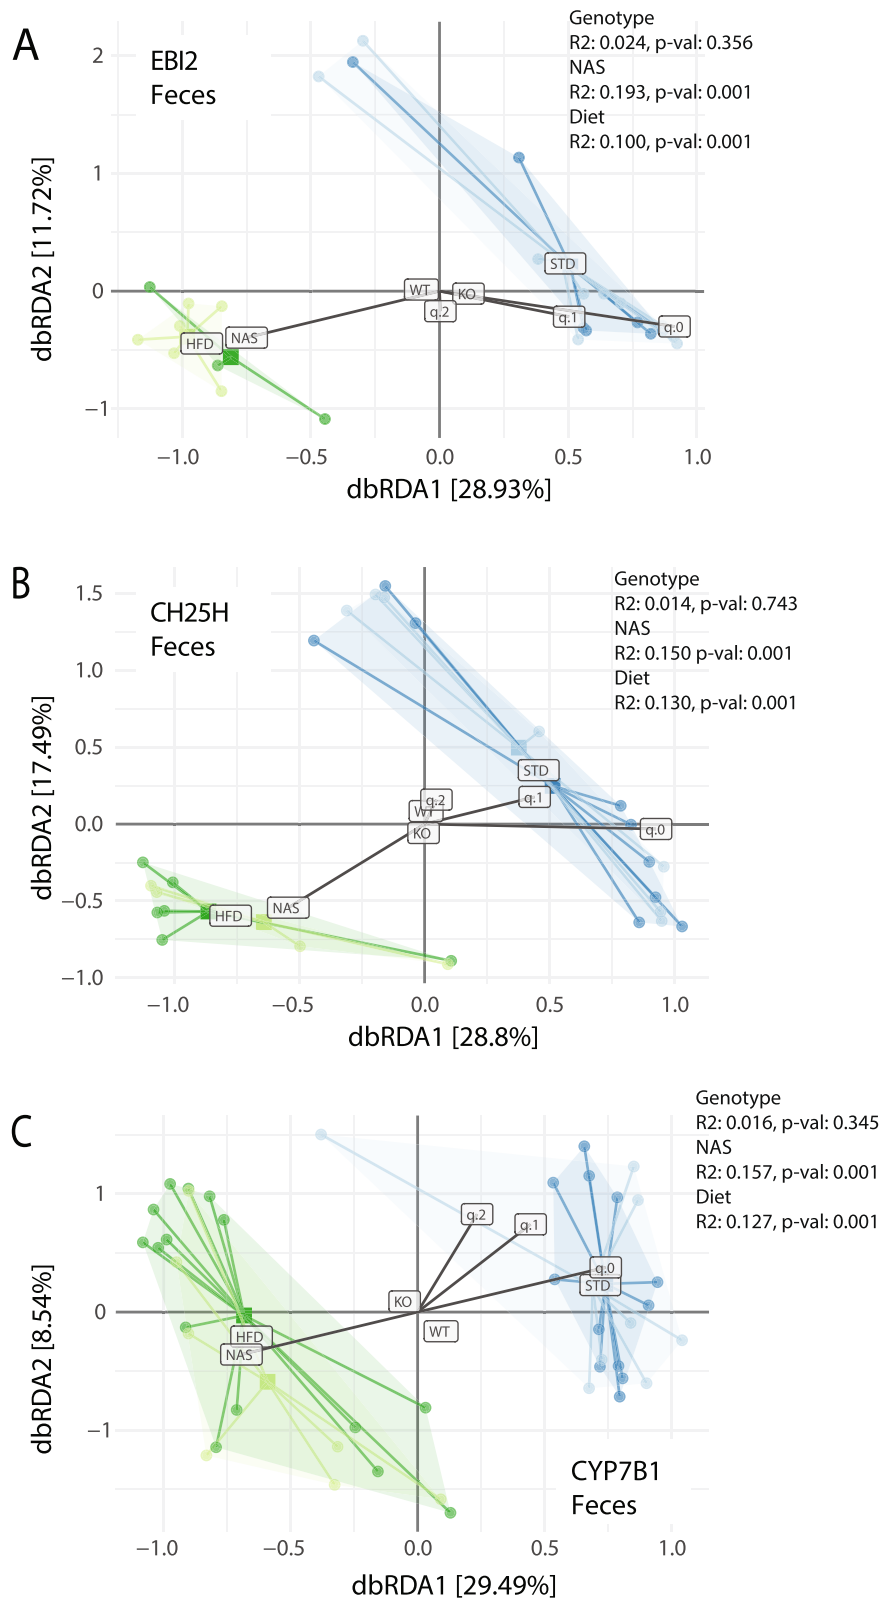 A
EBI2
Feces
Genotype
R2: 0.024, p-val: 0.356
NAS
R2: 0.193, p-val: 0.001
Diet
R2: 0.100, p-val: 0.001
dbRDA2 [11.72%]
2
1
0
−1
STD
WT
KO
q.2
q.1
q.0
HFD
NAS
−1.0
−0.5
0.0
0.5
1.0
dbRDA1 [28.93%]
B
CH25H
Feces
Genotype
R2: 0.014, p-val: 0.743
NAS
R2: 0.150 p-val: 0.001
Diet
R2: 0.130, p-val: 0.001
dbRDA2 [17.49%]
1.5
1.0
0.5
0.0
−0.5
−1.0
STD
q.2
q.1
WT
KO
q.0
NAS
HFD
−1.0
−0.5
0.0
0.5
1.0
dbRDA1 [28.8%]
C
Genotype
R2: 0.016, p-val: 0.345
NAS
R2: 0.157, p-val: 0.001
Diet
R2: 0.127, p-val: 0.001
dbRDA2 [8.54%]
1
0
−1
q.2
q.1
q.0
STD
KO
WT
HFD
NAS
CYP7B1
Feces
−1.0
−0.5
0.0
0.5
1.0
dbRDA1 [29.49%]